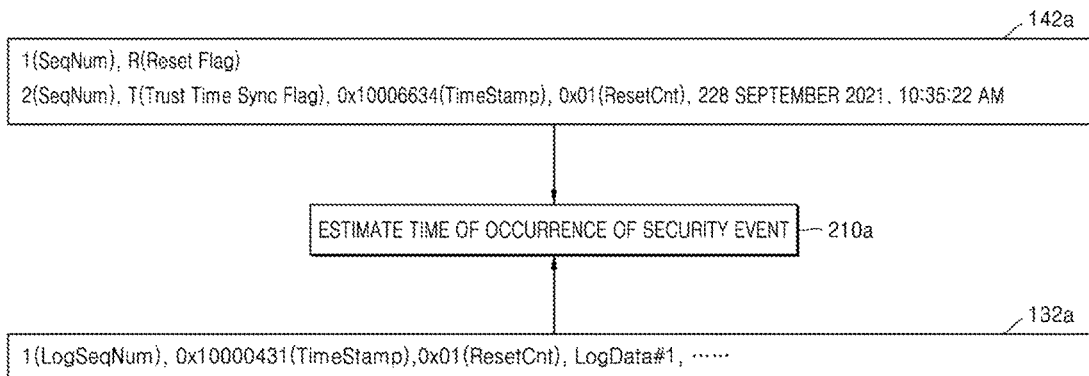 142a
1(SeqNum), R(Reset Flag)
2(SeqNum), T(Trust Time Sync Flag), 0x10006634(TimeStamp), 0x01(ResetCnt), 228 SEPTEMBER 2021, 10:35:22 AM
ESTIMATE TIME OF OCCURRENCE OF SECURITY EVENT
210a
132a
1(LogSeqNum), 0x10000431(TimeStamp),0x01(ResetCnt), LogData#1, ······